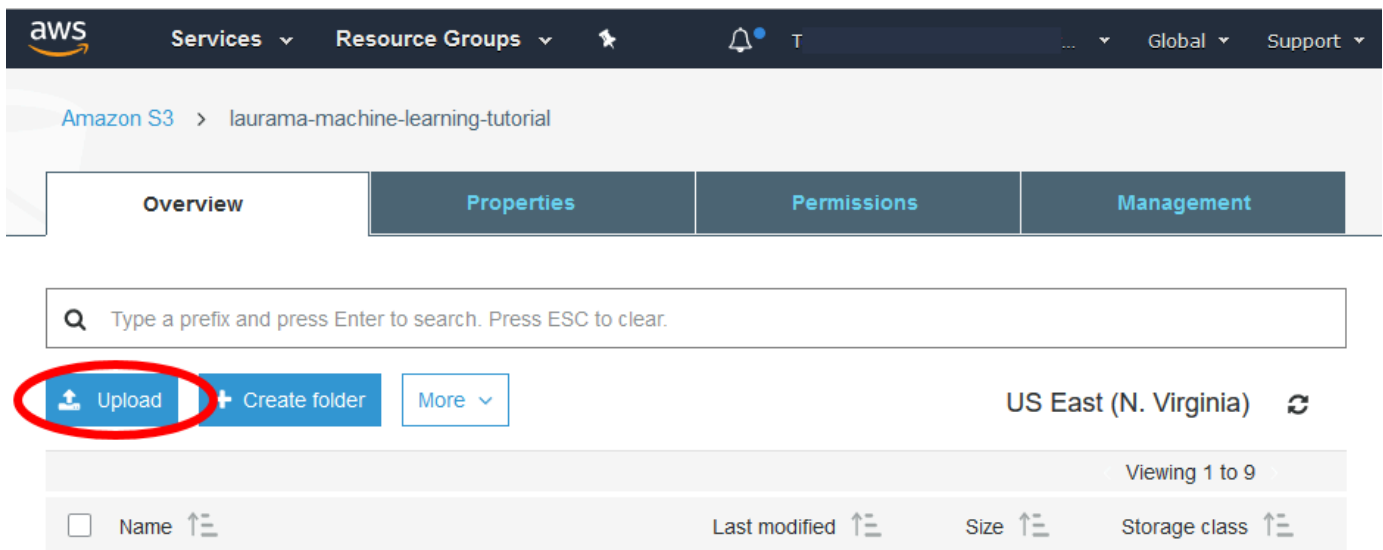 aws Services Resource Groups T ... Global Support
Amazon S3 > laurama-machine-learning-tutorial
Overview Properties Permissions Management
Type a prefix and press Enter to search. Press ESC to clear.
Upload + Create folder More US East (N. Virginia)
Viewing 1 to 9
Name Last modified Size Storage class